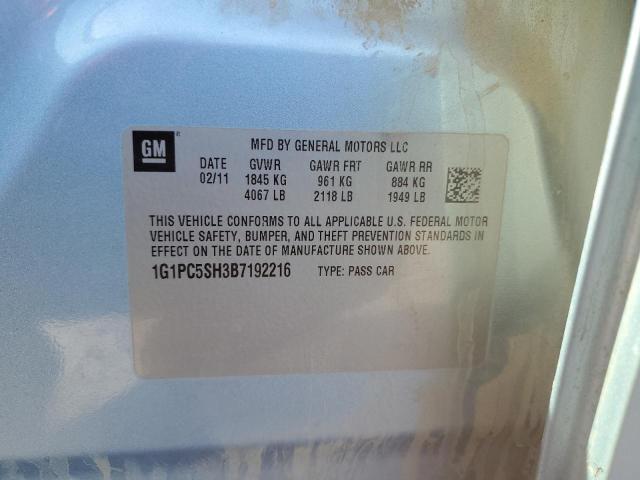 GM
MFD BY GENERAL MOTORS LLC
DATE GVWR GAWR FRT GAWR RR
02/11 1845 KG 961 KG 884 KG
4067 LB 2118 LB 1949 LB
THIS VEHICLE CONFORMS TO ALL APPLICABLE U.S. FEDERAL MOTOR
VEHICLE SAFETY, BUMPER, AND THEFT PREVENTION STANDARDS IN
EFFECT ON THE DATE OF MANUFACTURE SHOWN ABOVE.
1G1PC5SH3B7192216 TYPE: PASS CAR